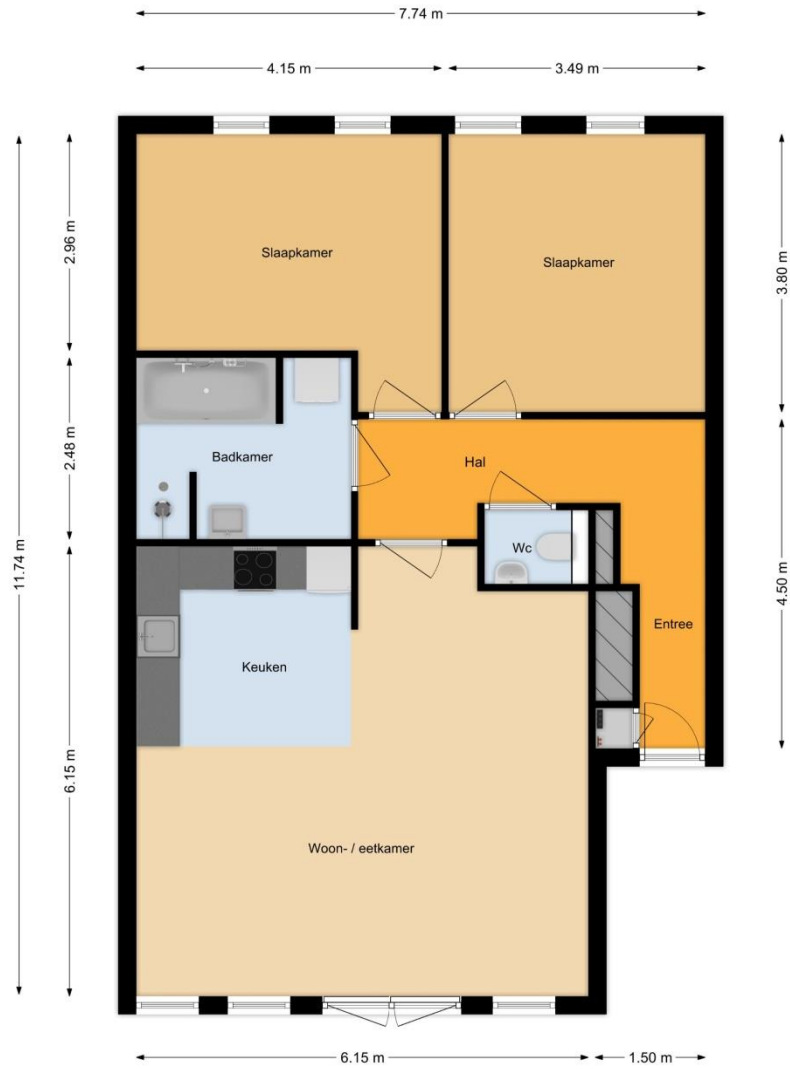 7.74 m
4.15 m
3.49 m
2.96 m
3.80 m
Slaapkamer
Slaapkamer
2.48 m
Badkamer
Hal
11.74 m
Wc
4.50 m
Entree
Keuken
6.15 m
Woon- / eetkamer
6.15 m
1.50 m